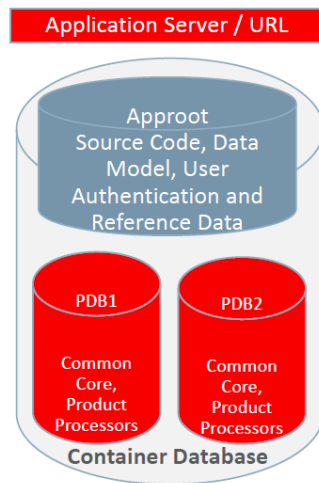 Application Server / URL
Approot
Source Code, Data
Model, User
Authentication and
Reference Data
PDB1
Common
Core,
Product
Processors
PDB2
Common
Core,
Product
Processors
Container Database